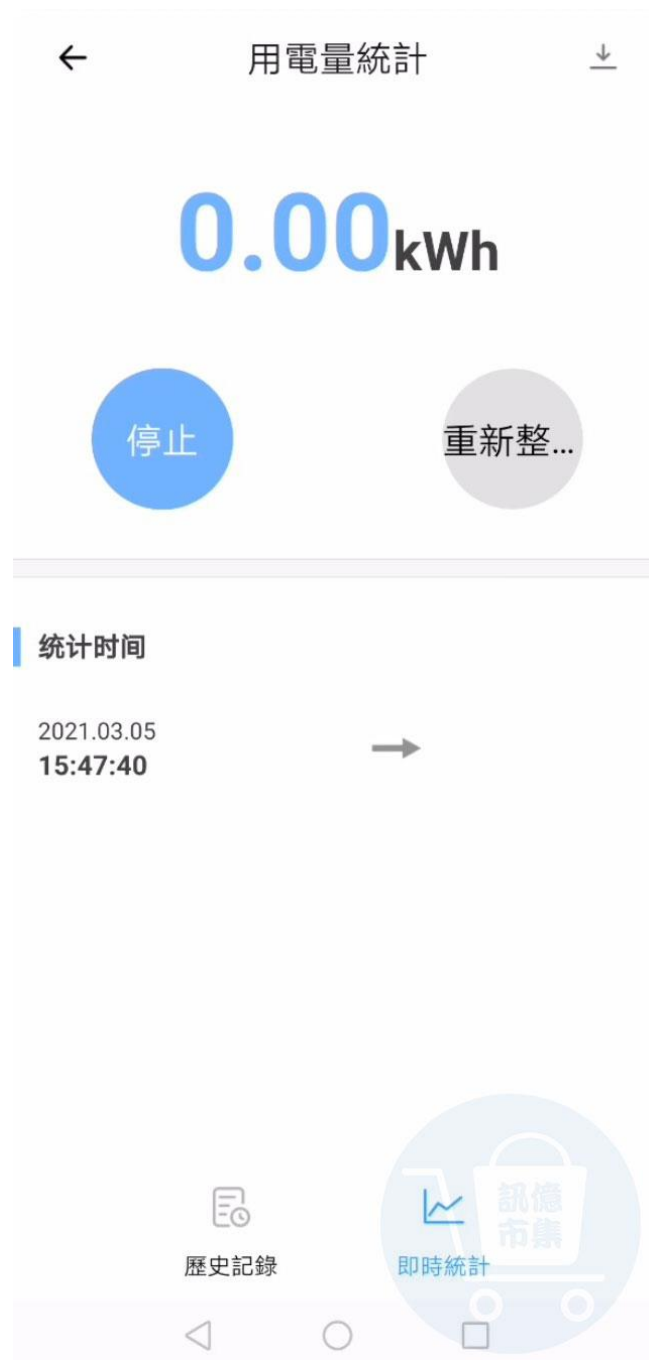 用電量統計
0.00kWh
停止
重新整...
统计时间
2021.03.05
15:47:40
訊億
市集
歷史記錄
即時統計